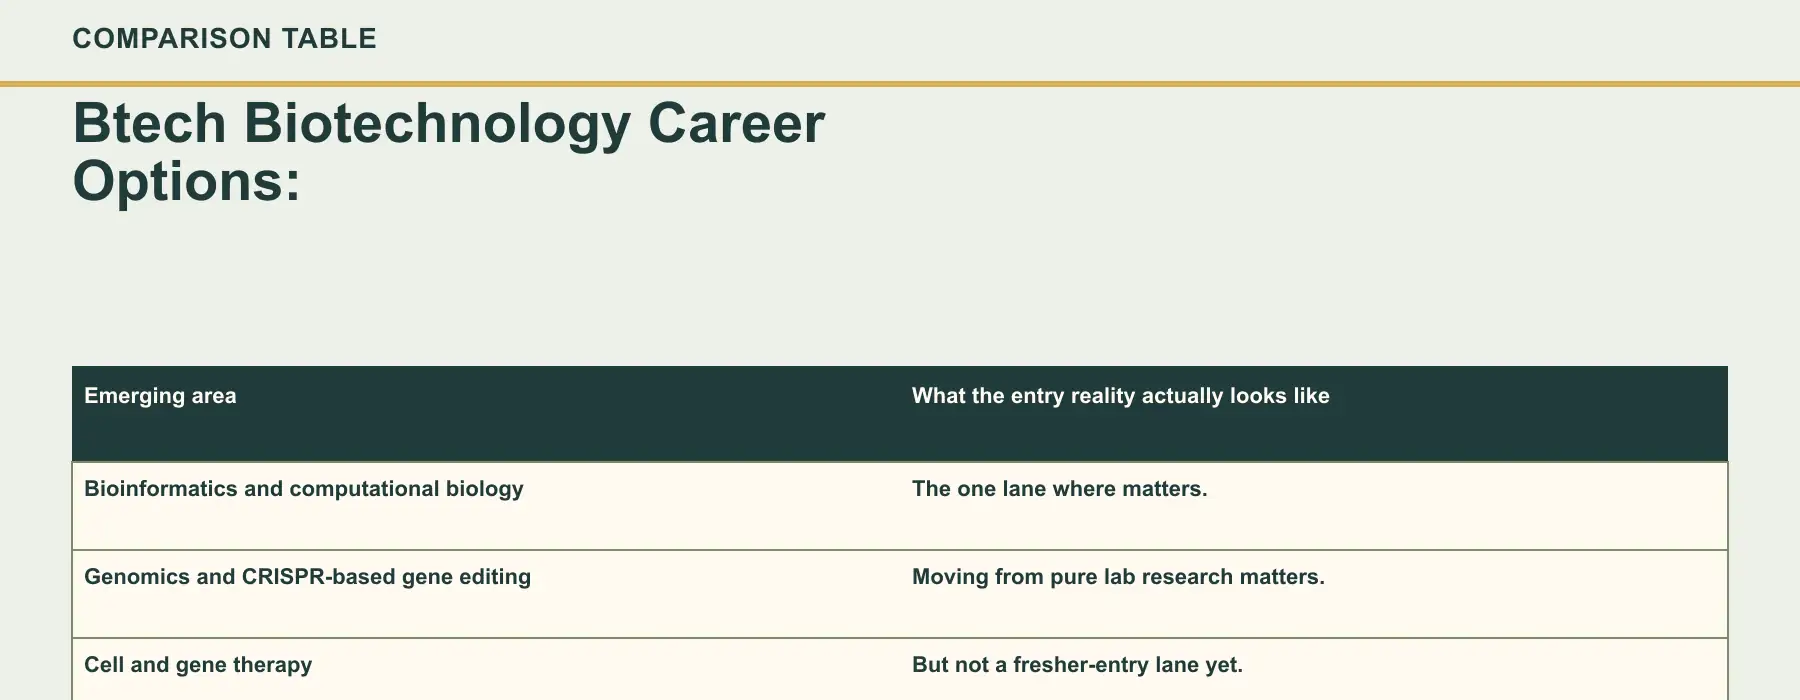 COMPARISON TABLE
Btech Biotechnology Career
Options:
Emerging area
What the entry reality actually looks like
Bioinformatics and computational biology
The one lane where matters.
Genomics and CRISPR-based gene editing
Moving from pure lab research matters.
Cell and gene therapy
But not a fresher-entry lane yet.